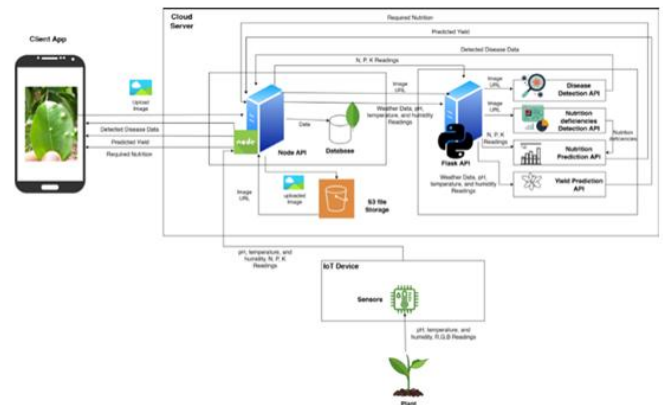 Cloud
Server
Required Nutrition
Predicted Yield
Client App
Detected Disease Data
N, P, K Readings
Image
URL
Disease
Detection API
Upload
Image
Image URL
Image
URL
Nutrition
deficiencies
Detection API
Detected Disease Data
Weather Data, pH,
temperature, and humidity
Readings
Data
Predicted Yield
node
Node API
Database
Flask API
N, P, K
Readings
Nutrition
Prediction API
Nutrition
deficiencies
Required Nutrition
Image
URL
uploaded
Image
S3 file
Storage
Weather Data, pH,
temperature, and
humidity
Readings
Yield Prediction
API
pH, temperature, and
humidity, N, P, K
Readings
IoT Device
Sensors
pH, temperature, and
humidity, R,G,B Readings
Plant